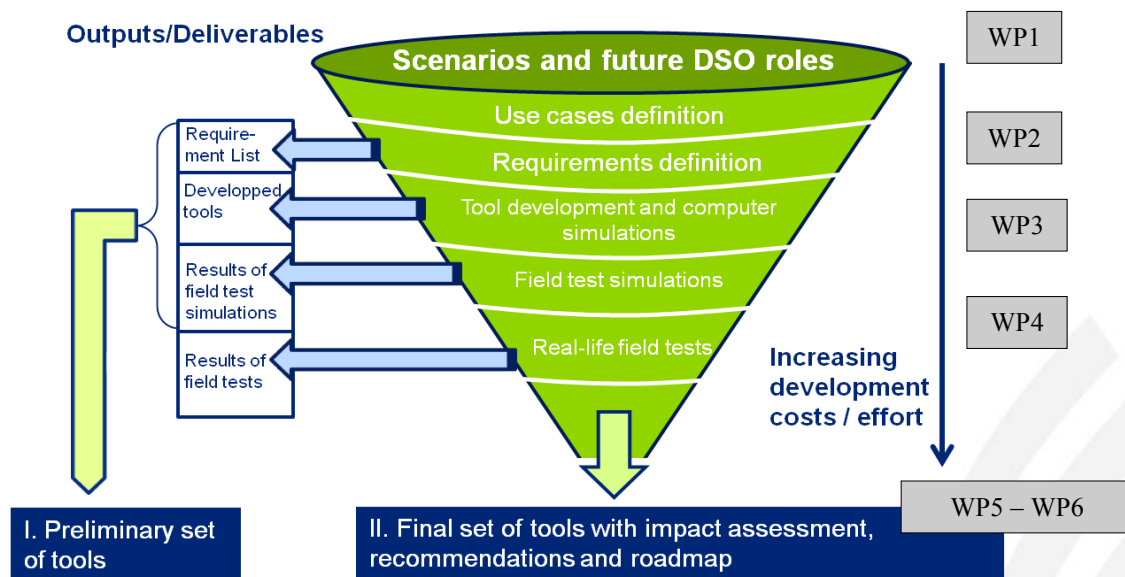 Outputs/Deliverables
Scenarios and future DSO roles
WP1
Use cases definition
Require-
ment List
Requirements definition
WP2
Developped
tools
Tool development and computer
simulations
WP3
Results of
field test
simulations
Field test simulations
WP4
Results of
field tests
Real-life field tests
Increasing
development
costs / effort
WP5 – WP6
I. Preliminary set
of tools
II. Final set of tools with impact assessment,
recommendations and roadmap